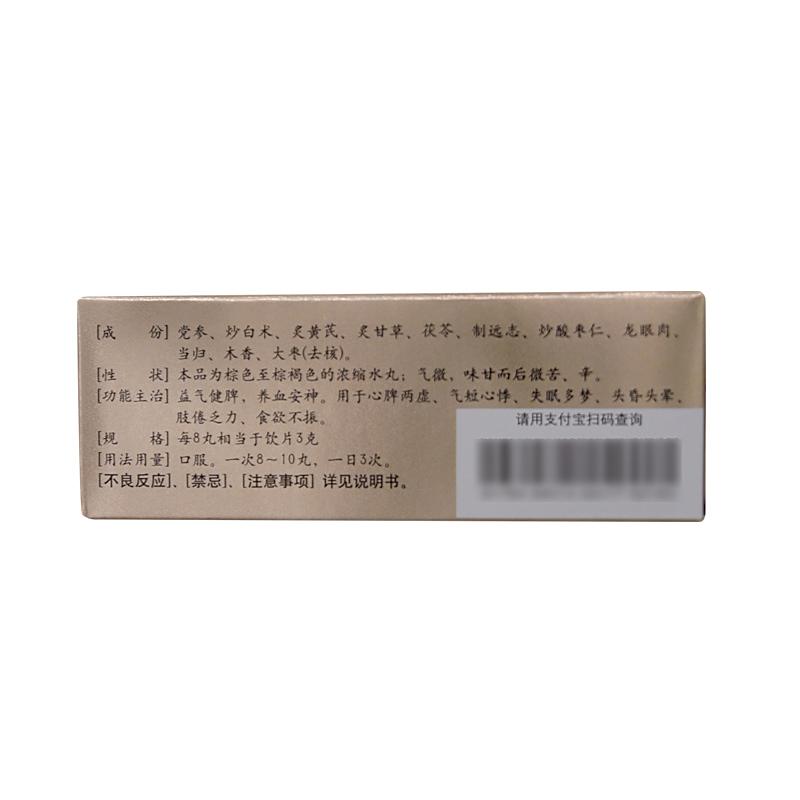 [成 份] 党参、炒白术、炙黄芪、炙甘草、茯苓、制远志、炒酸枣仁、龙眼肉、
当归、木香、大枣(去核)。
[性 状] 本品为棕色至棕褐色的浓缩水丸；气微，味甘而后微苦、辛。
[功能主治] 益气健脾，养血安神。用于心脾两虚、气短心悸、失眠多梦、头昏头晕、
肢倦乏力、食欲不振。
[规 格] 每8丸相当于饮片3克
[用法用量] 口服。一次8～10丸，一日3次。
[不良反应]、[禁忌]、[注意事项] 详见说明书。
请用支付宝扫码查询